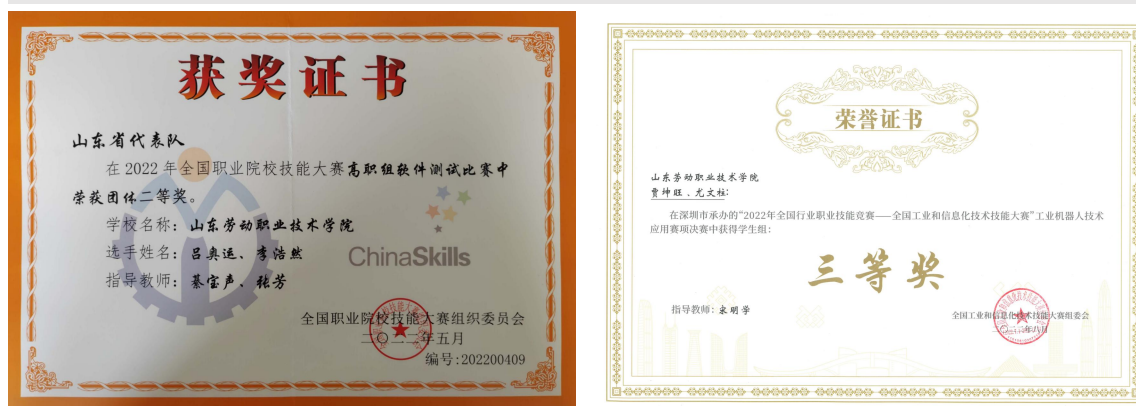 获奖证书
山东省代表队
在2022年全国职业院校技能大赛高职组软件测试比赛中
荣获团体二等奖。
学校名称：山东劳动职业技术学院
选手姓名：吕奥运、李浩然
指导教师：綦宝声、张芳
ChinaSkills
全国职业院校技能大赛组织委员会
二〇二二年五月
编号:202200409
荣誉证书
山东劳动职业技术学院
贾坤旺、尤文柱:
在深圳市承办的“2022年全国行业职业技能竞赛——全国工业和信息化技术技能大赛”工业机器人技术
应用赛项决赛中获得学生组：
三等奖
指导教师：宋明学
全国工业和信息化技术技能大赛组委会